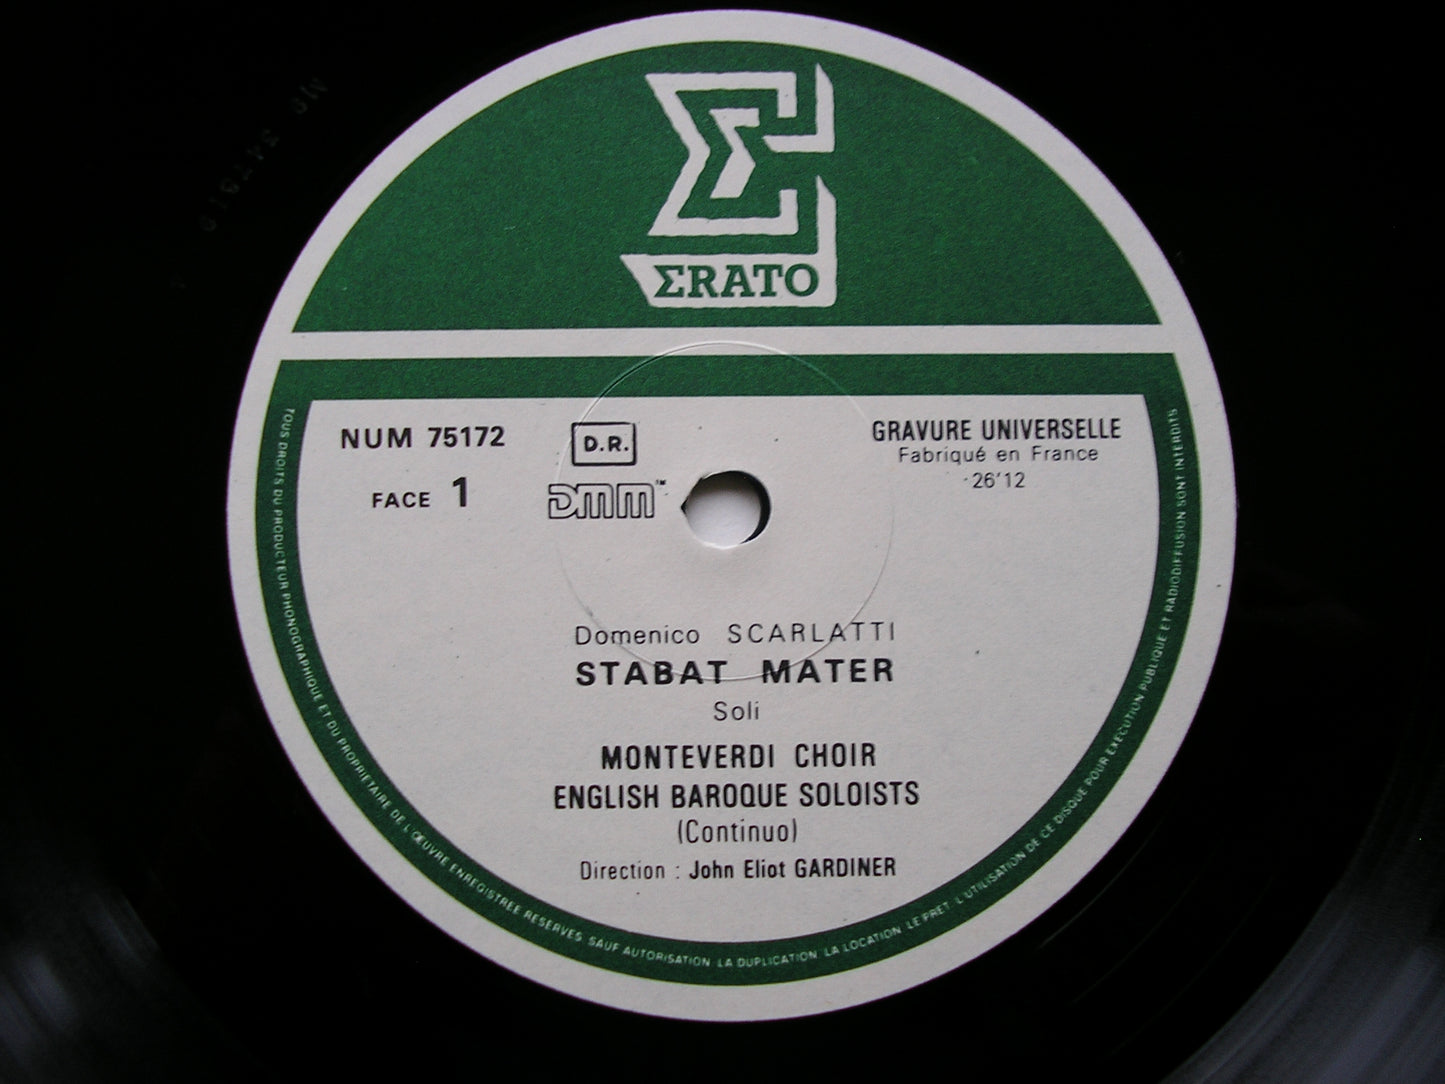 ΣRATO
NUM 75172
D.R.
GRAVURE UNIVERSELLE
Fabriqué en France
26'12
FACE 1
DMM™
Domenico SCARLATTI
STABAT MATER
Soli
MONTEVERDI CHOIR
ENGLISH BAROQUE SOLOISTS
(Continuo)
Direction : John Eliot GARDINER
TOUS DROITS DU PRODUCTEUR PHONOGRAPHIQUE ET DU PROPRIETAIRE DE L'ŒUVRE ENREGISTREE RESERVES. SAUF AUTORISATION. LA DUPLICATION. LA LOCATION. LE PRET. L'UTILISATION DE CE DISQUE POUR EXECUTION PUBLIQUE ET RADIODIFFUSION SONT INTERDITS